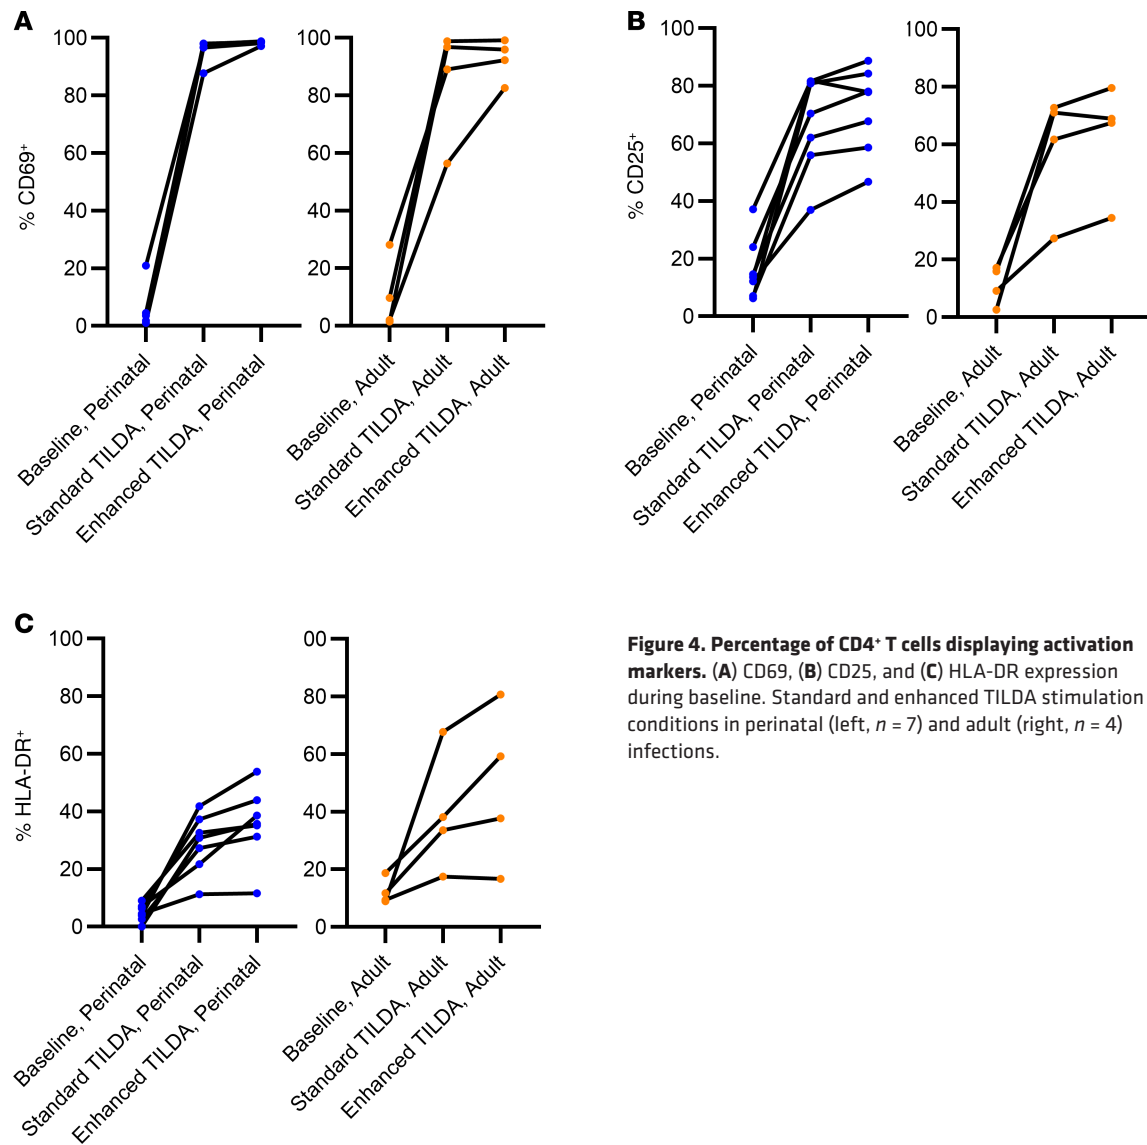 A
% CD69+
100
80
60
40
20
0
Baseline, Perinatal
Standard TILDA, Perinatal
Enhanced TILDA, Perinatal
100
80
60
40
20
0
Baseline, Adult
Standard TILDA, Adult
Enhanced TILDA, Adult
B
% CD25+
100
80
60
40
20
0
Baseline, Perinatal
Standard TILDA, Perinatal
Enhanced TILDA, Perinatal
100
80
60
40
20
0
Baseline, Adult
Standard TILDA, Adult
Enhanced TILDA, Adult
C
% HLA-DR+
100
80
60
40
20
0
Baseline, Perinatal
Standard TILDA, Perinatal
Enhanced TILDA, Perinatal
00
80
60
40
20
0
Baseline, Adult
Standard TILDA, Adult
Enhanced TILDA, Adult
Figure 4. Percentage of CD4+ T cells displaying activation
markers. (A) CD69, (B) CD25, and (C) HLA-DR expression
during baseline. Standard and enhanced TILDA stimulation
conditions in perinatal (left, n = 7) and adult (right, n = 4)
infections.